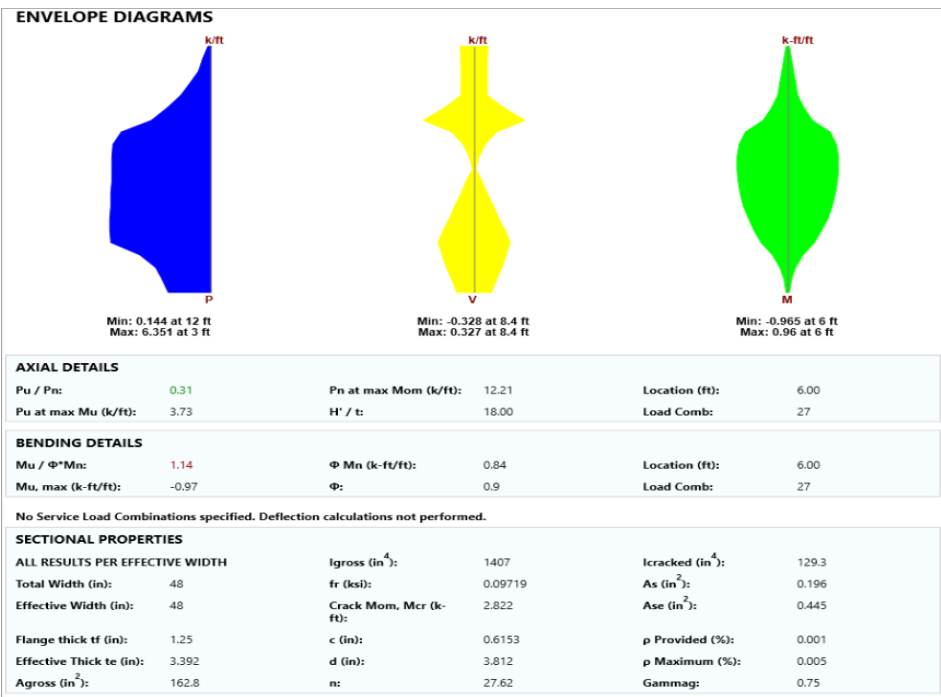 ENVELOPE DIAGRAMS
k/ft k/ft k-ft/ft
P V M
Min: 0.144 at 12 ft Min: -0.328 at 8.4 ft Min: -0.965 at 6 ft
Max: 6.351 at 3 ft Max: 0.327 at 8.4 ft Max: 0.96 at 6 ft
AXIAL DETAILS
Pu / Pn: 0.31 Pn at max Mom (k/ft): 12.21 Location (ft): 6.00
Pu at max Mu (k/ft): 3.73 H' / t: 18.00 Load Comb: 27
BENDING DETAILS
Mu / Φ*Mn: 1.14 Φ Mn (k-ft/ft): 0.84 Location (ft): 6.00
Mu, max (k-ft/ft): -0.97 Φ: 0.9 Load Comb: 27
No Service Load Combinations specified. Deflection calculations not performed.
SECTIONAL PROPERTIES
ALL RESULTS PER EFFECTIVE WIDTH Igross (in⁴): 1407 Icracked (in⁴): 129.3
Total Width (in): 48 fr (ksi): 0.09719 As (in²): 0.196
Effective Width (in): 48 Crack Mom, Mcr (k- 2.822 Ase (in²): 0.445
ft):
Flange thick tf (in): 1.25 c (in): 0.6153 ρ Provided (%): 0.001
Effective Thick te (in): 3.392 d (in): 3.812 ρ Maximum (%): 0.005
Agross (in²): 162.8 n: 27.62 Gammag: 0.75